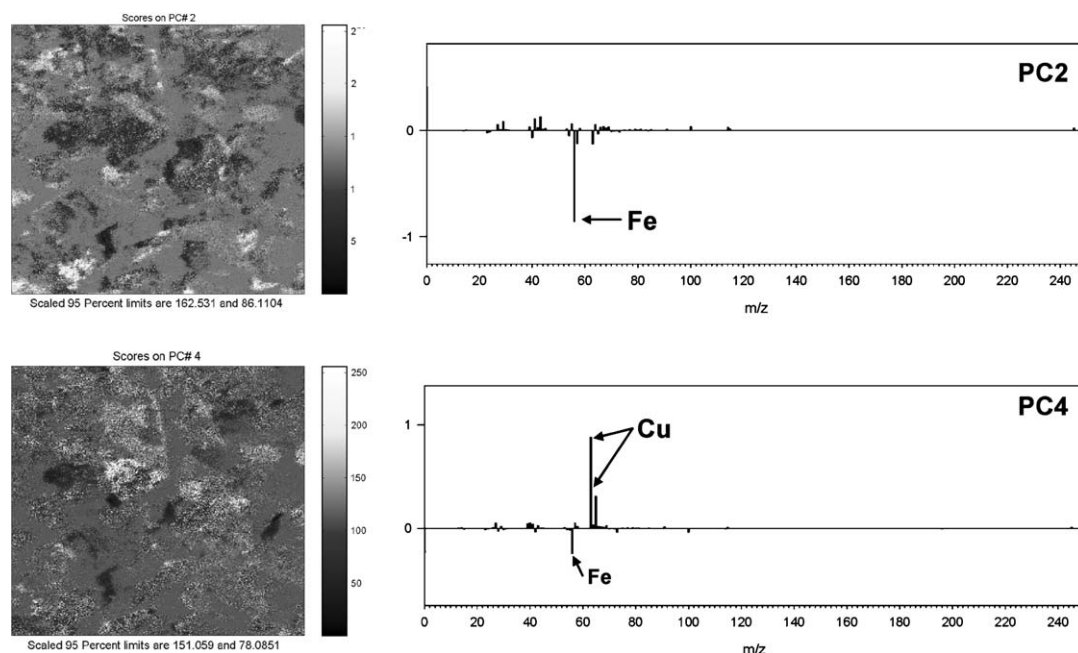 Scores on PC# 2
2
2
1
1
5
Scaled 95 Percent limits are 162.531 and 86.1104
PC2
0
-1
Fe
0 20 40 60 80 100 120 140 160 180 200 220 240
m/z
Scores on PC# 4
250
200
150
100
50
Scaled 95 Percent limits are 151.059 and 78.0851
PC4
1
0
Cu
Fe
0 20 40 60 80 100 120 140 160 180 200 220 240
m/z